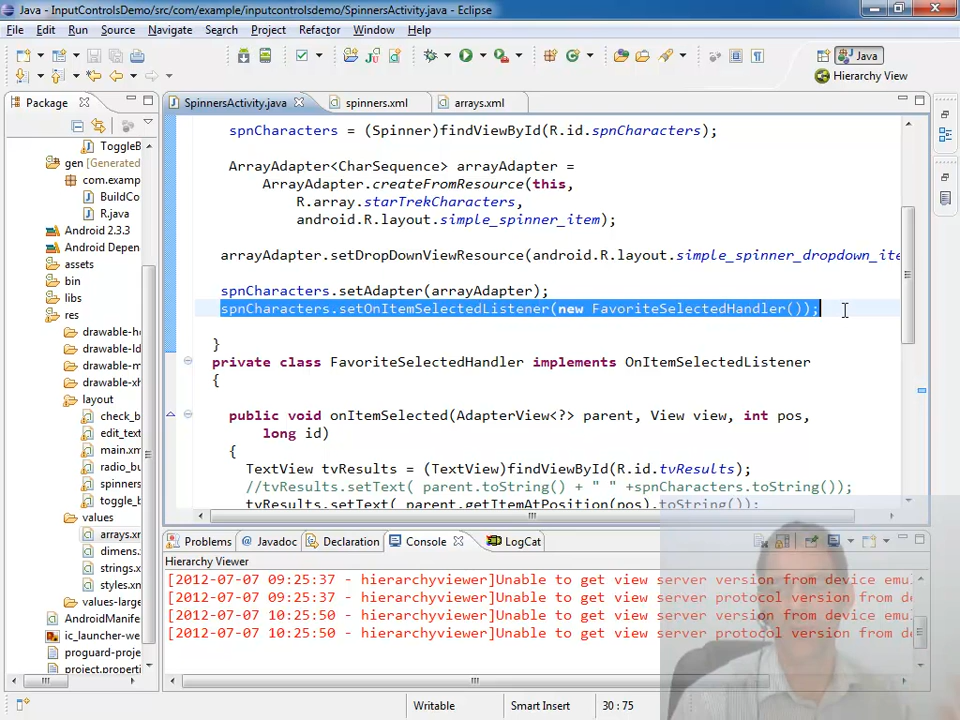 Java - InputControlsDemo/src/com/example/inputcontrolsdemo/SpinnersActivity.java - Eclipse
File Edit Run Source Navigate Search Project Refactor Window Help
Java
Hierarchy View
Package
SpinnersActivity.java
spinners.xml
arrays.xml
ToggleB
gen [Generated
com.examp
BuildCo
R.java
Android 2.3.3
Android Depen
assets
bin
libs
res
drawable-h
drawable-l
drawable-m
drawable-xh
layout
check_b
edit_text
main.xm
radio_bu
spinners
toggle_b
values
arrays.xr
dimens.
strings.x
styles.xn
values-large
AndroidManife
ic_launcher-we
proguard-proje
project.properti
spnCharacters = (Spinner)findViewById(R.id.spnCharacters);
ArrayAdapter<CharSequence> arrayAdapter =
ArrayAdapter.createFromResource(this,
R.array.starTrekCharacters,
android.R.layout.simple_spinner_item);
arrayAdapter.setDropDownViewResource(android.R.layout.simple_spinner_dropdown_ite
spnCharacters.setAdapter(arrayAdapter);
spnCharacters.setOnItemSelectedListener(new FavoriteSelectedHandler());
}
private class FavoriteSelectedHandler implements OnItemSelectedListener
{
public void onItemSelected(AdapterView<?> parent, View view, int pos,
long id)
{
TextView tvResults = (TextView)findViewById(R.id.tvResults);
//tvResults.setText( parent.toString() + " " +spnCharacters.toString());
tvResults.setText( parent.getItemAtPosition(pos).toString());
Problems
Javadoc
Declaration
Console
LogCat
Hierarchy Viewer
[2012-07-07 09:25:37 - hierarchyviewer]Unable to get view server version from device emu
[2012-07-07 09:25:37 - hierarchyviewer]Unable to get view server protocol version from d
[2012-07-07 10:25:50 - hierarchyviewer]Unable to get view server version from device emu
[2012-07-07 10:25:50 - hierarchyviewer]Unable to get view server protocol version from d
Writable
Smart Insert
30 : 75